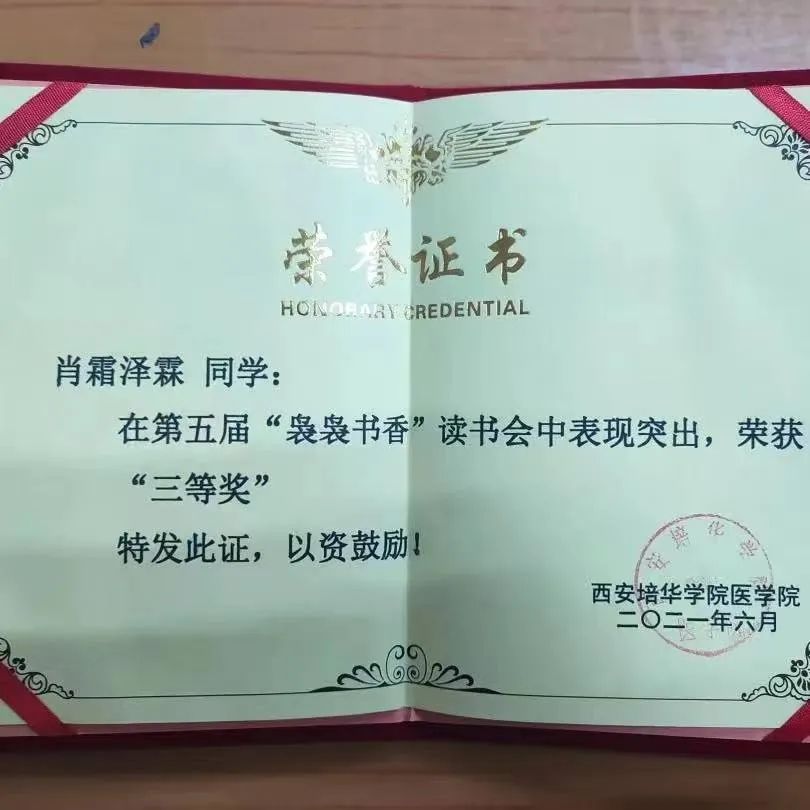 荣誉证书
HONORARY CREDENTIAL
肖霜泽霖 同学：
在第五届“袅袅书香”读书会中表现突出，荣获
“三等奖”
特发此证，以资鼓励！
西安培华学院医学院
二〇二一年六月